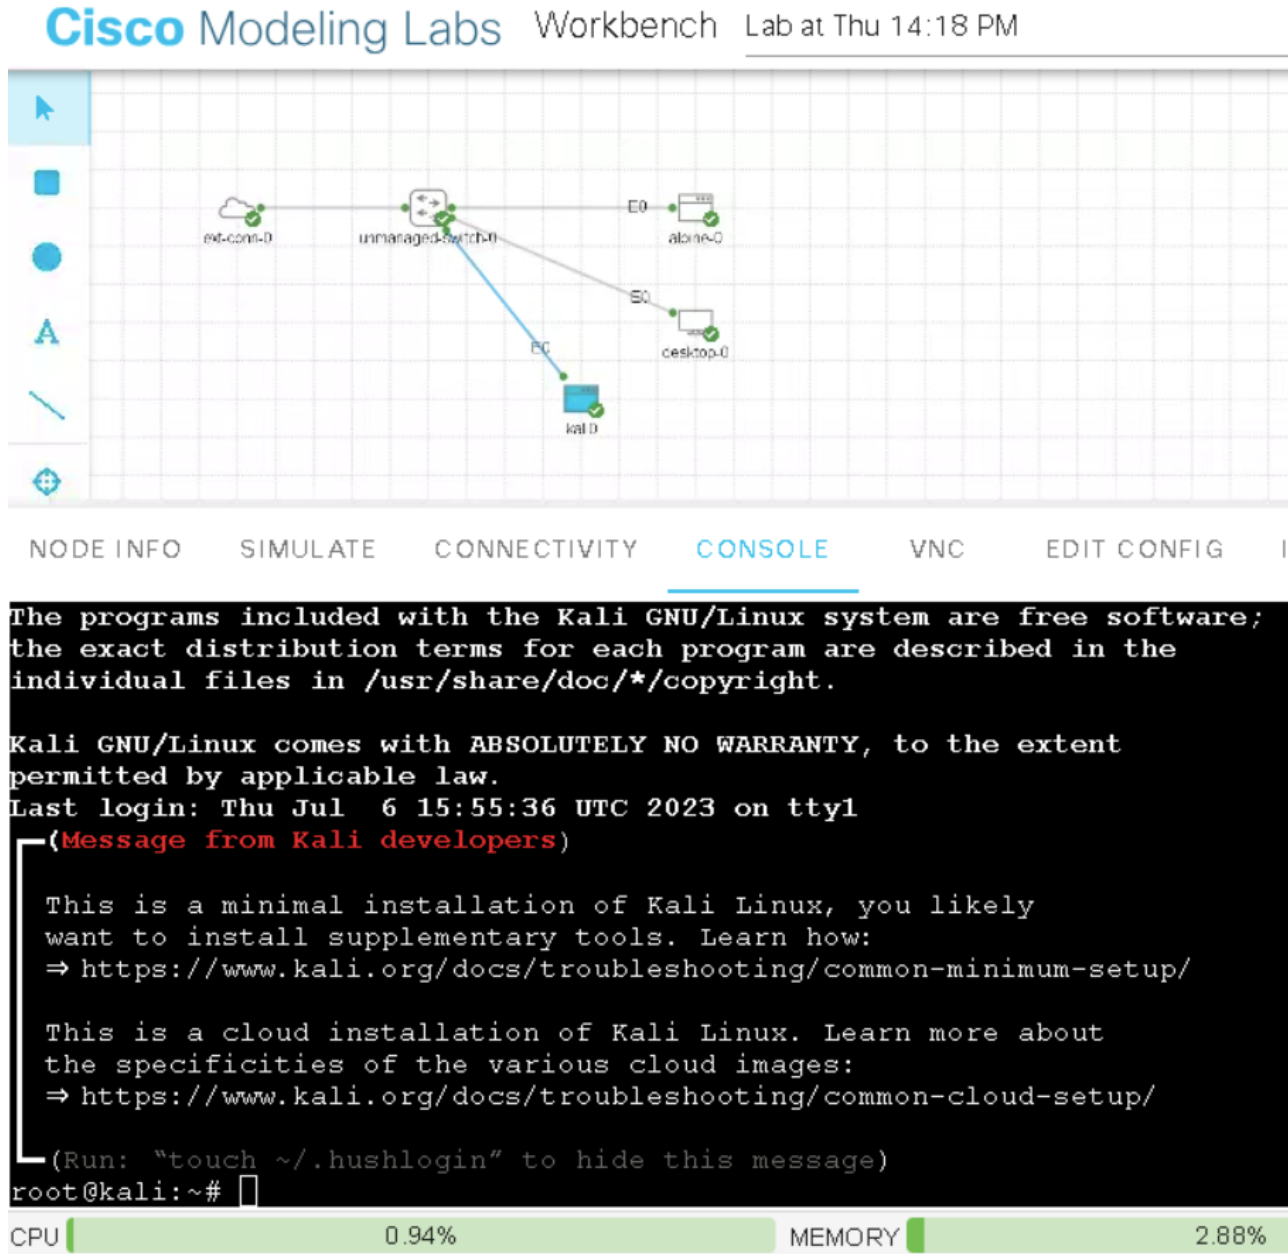 Cisco Modeling Labs Workbench Lab at Thu 14:18 PM
E0
ext-conn-0 unmanaged-switch-0 alpine-0
E0
E0 desktop-0
kali 0
NODE INFO SIMULATE CONNECTIVITY CONSOLE VNC EDIT CONFIG
The programs included with the Kali GNU/Linux system are free software;
the exact distribution terms for each program are described in the
individual files in /usr/share/doc/*/copyright.
Kali GNU/Linux comes with ABSOLUTELY NO WARRANTY, to the extent
permitted by applicable law.
Last login: Thu Jul  6 15:55:36 UTC 2023 on tty1
(Message from Kali developers)
This is a minimal installation of Kali Linux, you likely
want to install supplementary tools. Learn how:
⇒ https://www.kali.org/docs/troubleshooting/common-minimum-setup/
This is a cloud installation of Kali Linux. Learn more about
the specificities of the various cloud images:
⇒ https://www.kali.org/docs/troubleshooting/common-cloud-setup/
(Run: “touch ~/.hushlogin” to hide this message)
root@kali:~#
CPU 0.94% MEMORY 2.88%